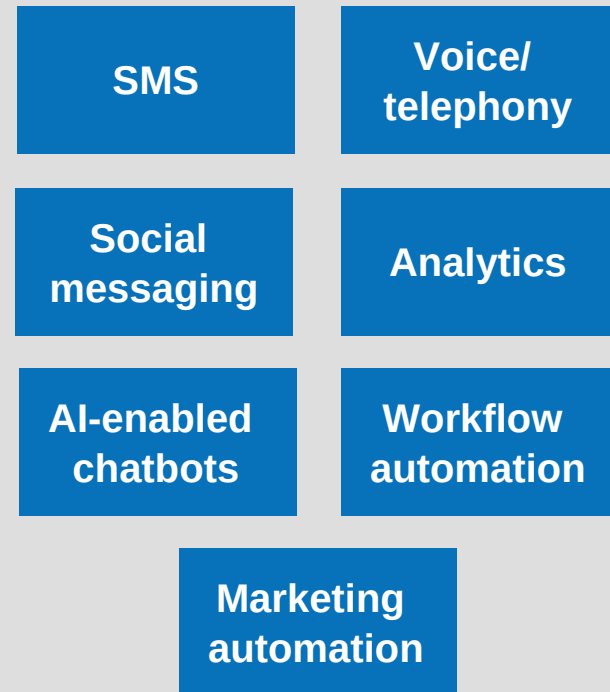 SMS
Voice/
telephony
Social
messaging
Analytics
AI-enabled
chatbots
Workflow
automation
Marketing
automation